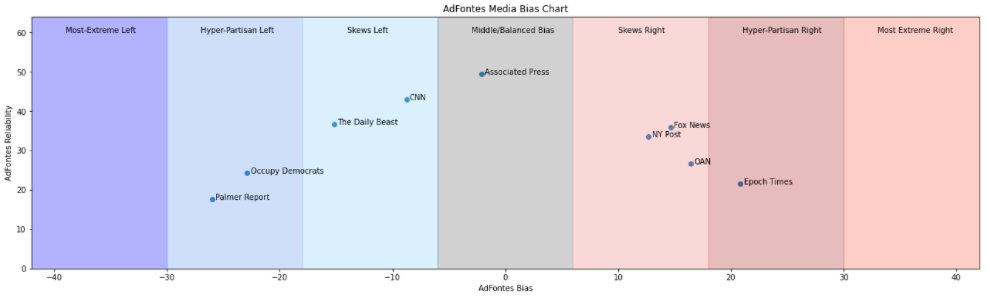 AdFontes Media Bias Chart
Most-Extreme Left
Hyper-Partisan Left
Skews Left
Middle/Balanced Bias
Skews Right
Hyper-Partisan Right
Most Extreme Right
Associated Press
CNN
The Daily Beast
Fox News
NY Post
OAN
Occupy Democrats
Epoch Times
Palmer Report
AdFontes Reliability
60
50
40
30
20
10
0
−40
−30
−20
−10
0
10
20
30
40
AdFontes Bias